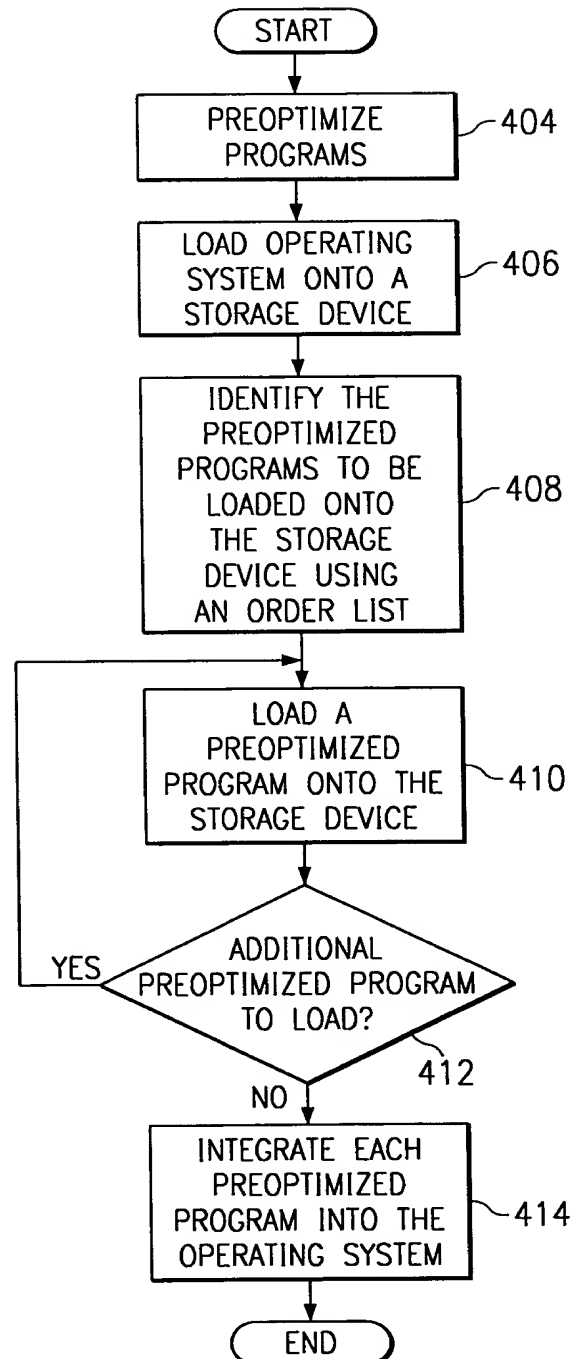 START
PREOPTIMIZE
PROGRAMS
404
LOAD OPERATING
SYSTEM ONTO A
STORAGE DEVICE
406
IDENTIFY THE
PREOPTIMIZED
PROGRAMS TO BE
LOADED ONTO
THE STORAGE
DEVICE USING
AN ORDER LIST
408
LOAD A
PREOPTIMIZED
PROGRAM ONTO THE
STORAGE DEVICE
410
ADDITIONAL
PREOPTIMIZED PROGRAM
TO LOAD?
412
YES
NO
INTEGRATE EACH
PREOPTIMIZED
PROGRAM INTO THE
OPERATING SYSTEM
414
END